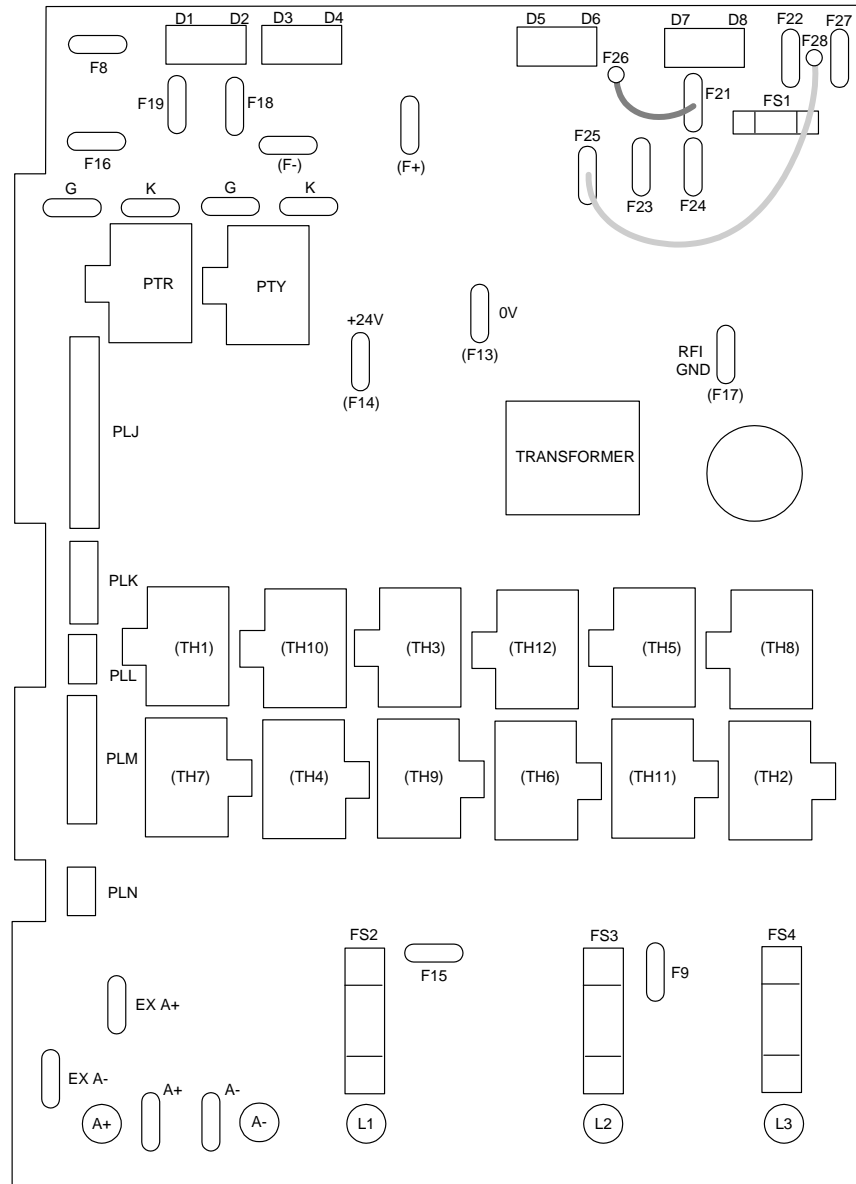 D1 D2 D3 D4 D5 D6 D7 D8 F22 F27
F8 F26 F28
F19 F18 F21 FS1
F16 (F-) (F+) F25
F23 F24
G K G K
PTR PTY
+24V 0V
(F13) RFI
GND
(F14) (F17)
PLJ
TRANSFORMER
PLK
(TH1) (TH10) (TH3) (TH12) (TH5) (TH8)
PLL
PLM
(TH7) (TH4) (TH9) (TH6) (TH11) (TH2)
PLN
FS2 FS3 FS4
F15 F9
EX A+
EX A-
A+ A-
A+ A- L1 L2 L3